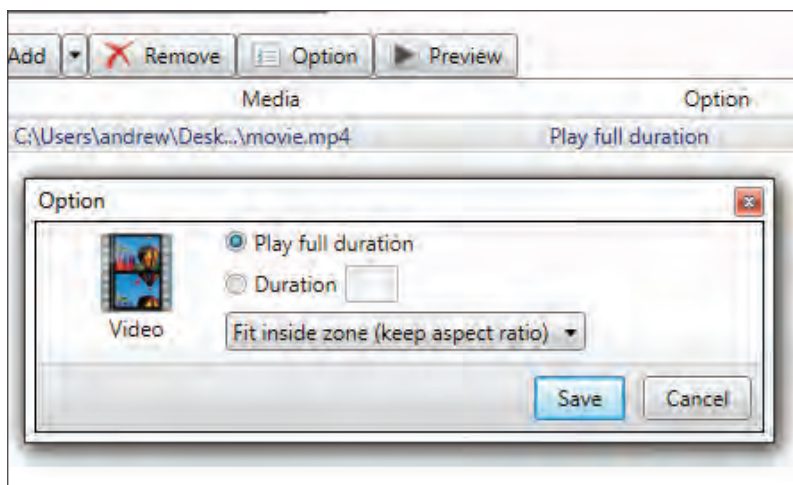 Add Remove Option Preview
Media Option
C:\Users\andrew\Desk...\movie.mp4 Play full duration
Option
Play full duration
Duration
Video
Fit inside zone (keep aspect ratio)
Save Cancel